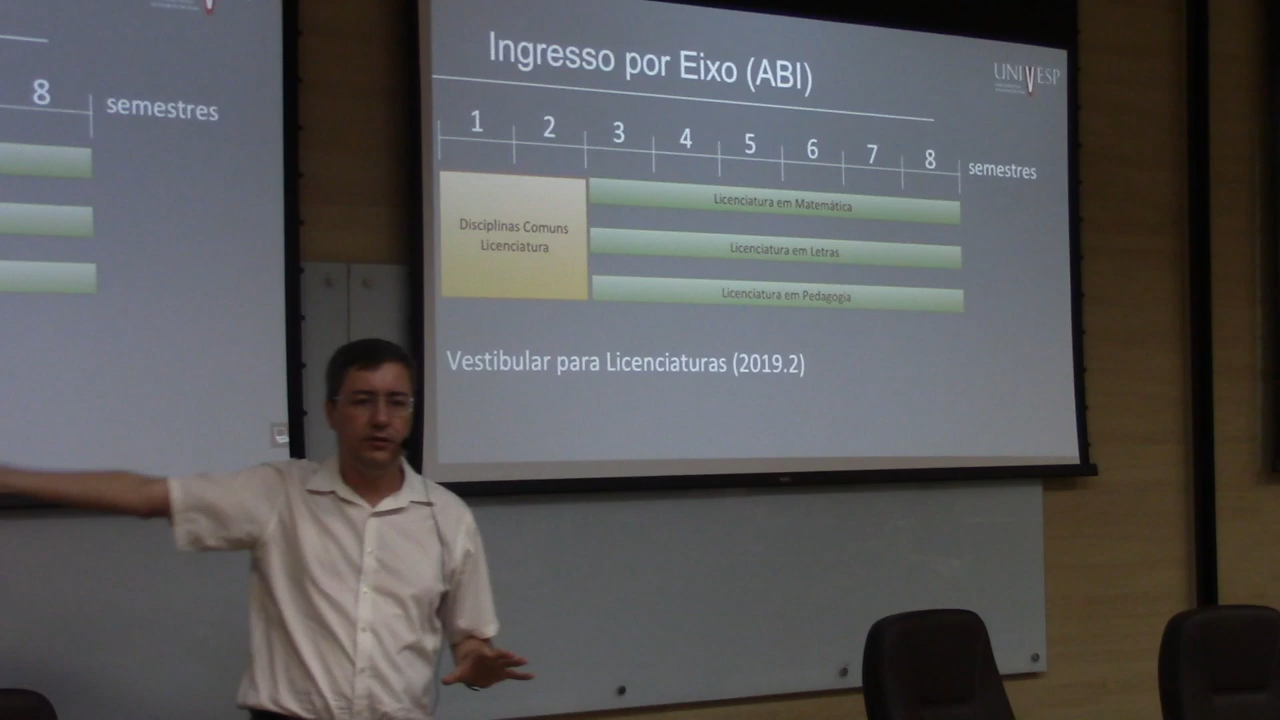 8
semestres
Ingresso por Eixo (ABI)
UNIVESP
1 2 3 4 5 6 7 8 semestres
Disciplinas Comuns
Licenciatura
Licenciatura em Matemática
Licenciatura em Letras
Licenciatura em Pedagogia
Vestibular para Licenciaturas (2019.2)